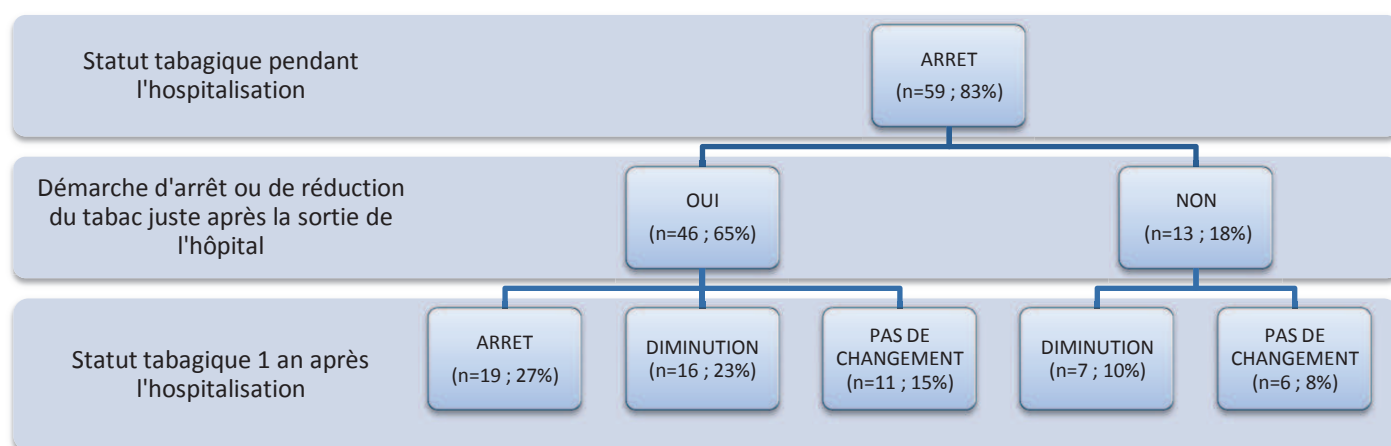 Statut tabagique pendant
l'hospitalisation
ARRET
(n=59 ; 83%)
Démarche d'arrêt ou de réduction
du tabac juste après la sortie de
l'hôpital
OUI
(n=46 ; 65%)
NON
(n=13 ; 18%)
Statut tabagique 1 an après
l'hospitalisation
ARRET
(n=19 ; 27%)
DIMINUTION
(n=16 ; 23%)
PAS DE
CHANGEMENT
(n=11 ; 15%)
DIMINUTION
(n=7 ; 10%)
PAS DE
CHANGEMENT
(n=6 ; 8%)